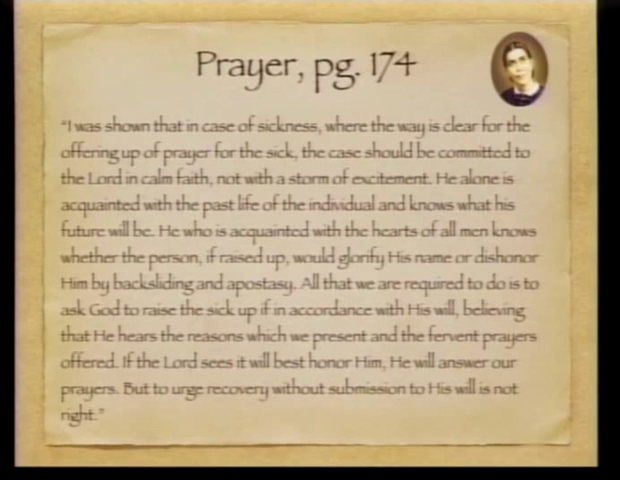 Prayer, pg. 174
"I was shown that in case of sickness, where the way is clear for the
offering up of prayer for the sick, the case should be committed to
the Lord in calm faith, not with a storm of excitement. He alone is
acquainted with the past life of the individual and knows what his
future will be. He who is acquainted with the hearts of all men knows
whether the person, if raised up, would glorify His name or dishonor
Him by backsliding and apostasy. All that we are required to do is to
ask God to raise the sick up if in accordance with His will, believing
that He hears the reasons which we present and the fervent prayers
offered. If the Lord sees it will best honor Him, He will answer our
prayers. But to urge recovery without submission to His will is not
right."